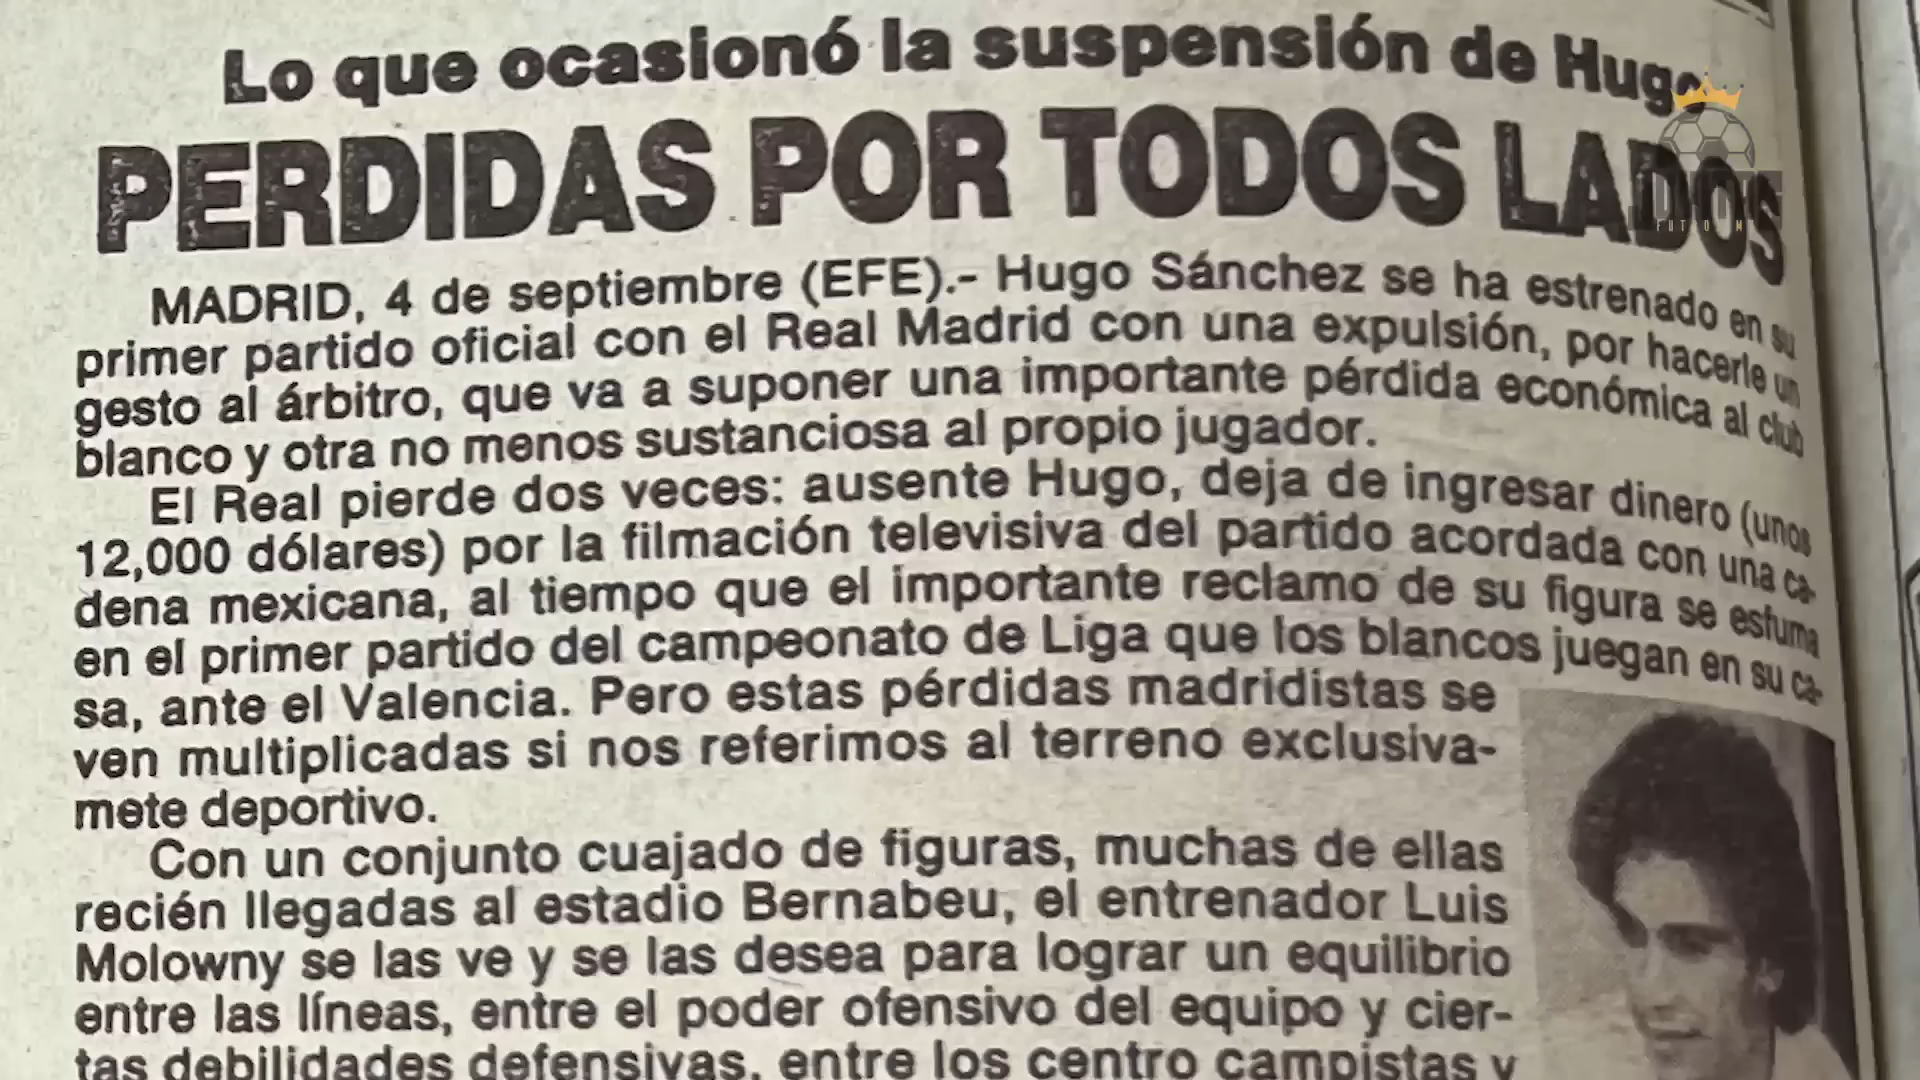 Lo que ocasionó la suspensión de Hugo
PERDIDAS POR TODOS LADOS
MADRID, 4 de septiembre (EFE).- Hugo Sánchez se ha estrenado en su
primer partido oficial con el Real Madrid con una expulsión, por hacerle un
gesto al árbitro, que va a suponer una importante pérdida económica al club
blanco y otra no menos sustanciosa al propio jugador.
El Real pierde dos veces: ausente Hugo, deja de ingresar dinero (unos
12,000 dólares) por la filmación televisiva del partido acordada con una ca-
dena mexicana, al tiempo que el importante reclamo de su figura se esfuma
en el primer partido del campeonato de Liga que los blancos juegan en su ca-
sa, ante el Valencia. Pero estas pérdidas madridistas se
ven multiplicadas si nos referimos al terreno exclusiva-
mete deportivo.
Con un conjunto cuajado de figuras, muchas de ellas
recién llegadas al estadio Bernabeu, el entrenador Luis
Molowny se las ve y se las desea para lograr un equilibrio
entre las líneas, entre el poder ofensivo del equipo y cier-
tas debilidades defensivas, entre los centro campistas y